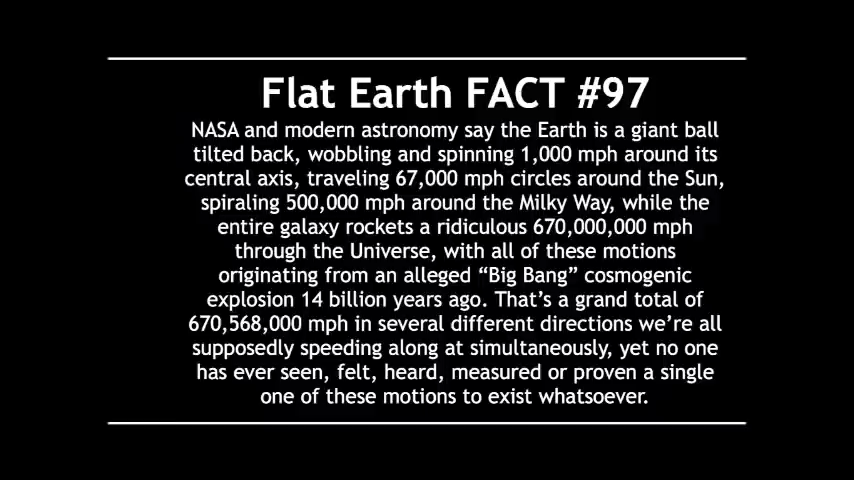 Flat Earth FACT #97
NASA and modern astronomy say the Earth is a giant ball
tilted back, wobbling and spinning 1,000 mph around its
central axis, traveling 67,000 mph circles around the Sun,
spiraling 500,000 mph around the Milky Way, while the
entire galaxy rockets a ridiculous 670,000,000 mph
through the Universe, with all of these motions
originating from an alleged “Big Bang” cosmogenic
explosion 14 billion years ago. That’s a grand total of
670,568,000 mph in several different directions we’re all
supposedly speeding along at simultaneously, yet no one
has ever seen, felt, heard, measured or proven a single
one of these motions to exist whatsoever.